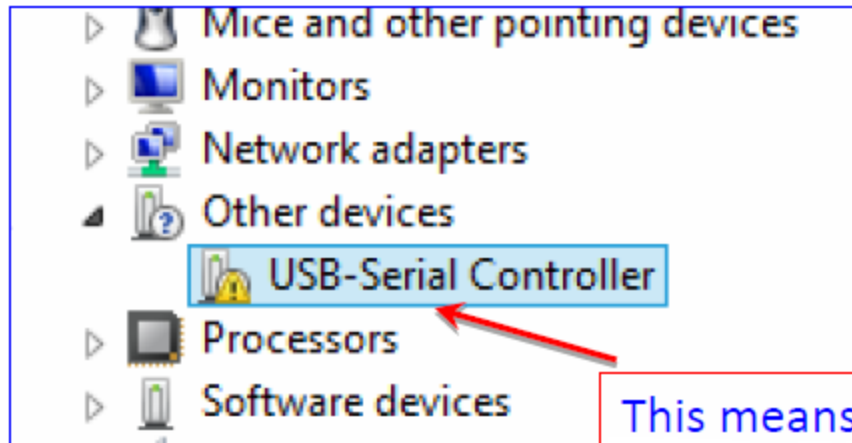 Mice and other pointing devices
Monitors
Network adapters
Other devices
USB-Serial Controller
Processors
Software devices
This means